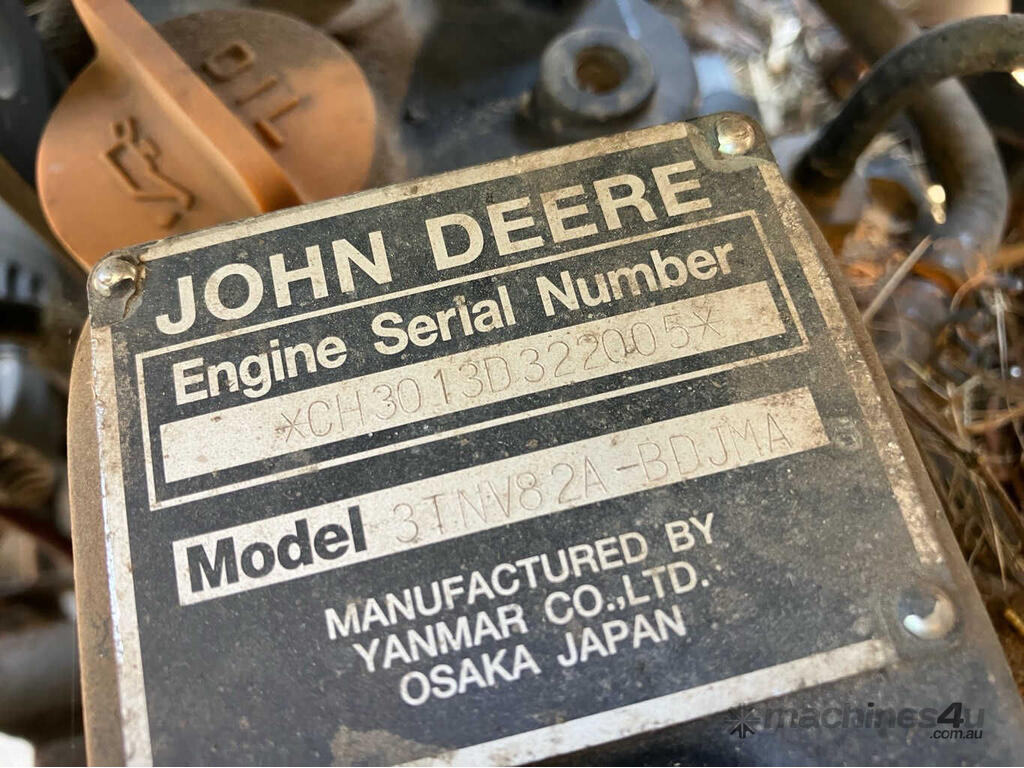 OIL
JOHN DEERE
Engine Serial Number
*CH3013D322005*
Model 3TNV82A-BDJMA
MANUFACTURED BY
YANMAR CO.,LTD.
OSAKA JAPAN
machines4u
.com.au